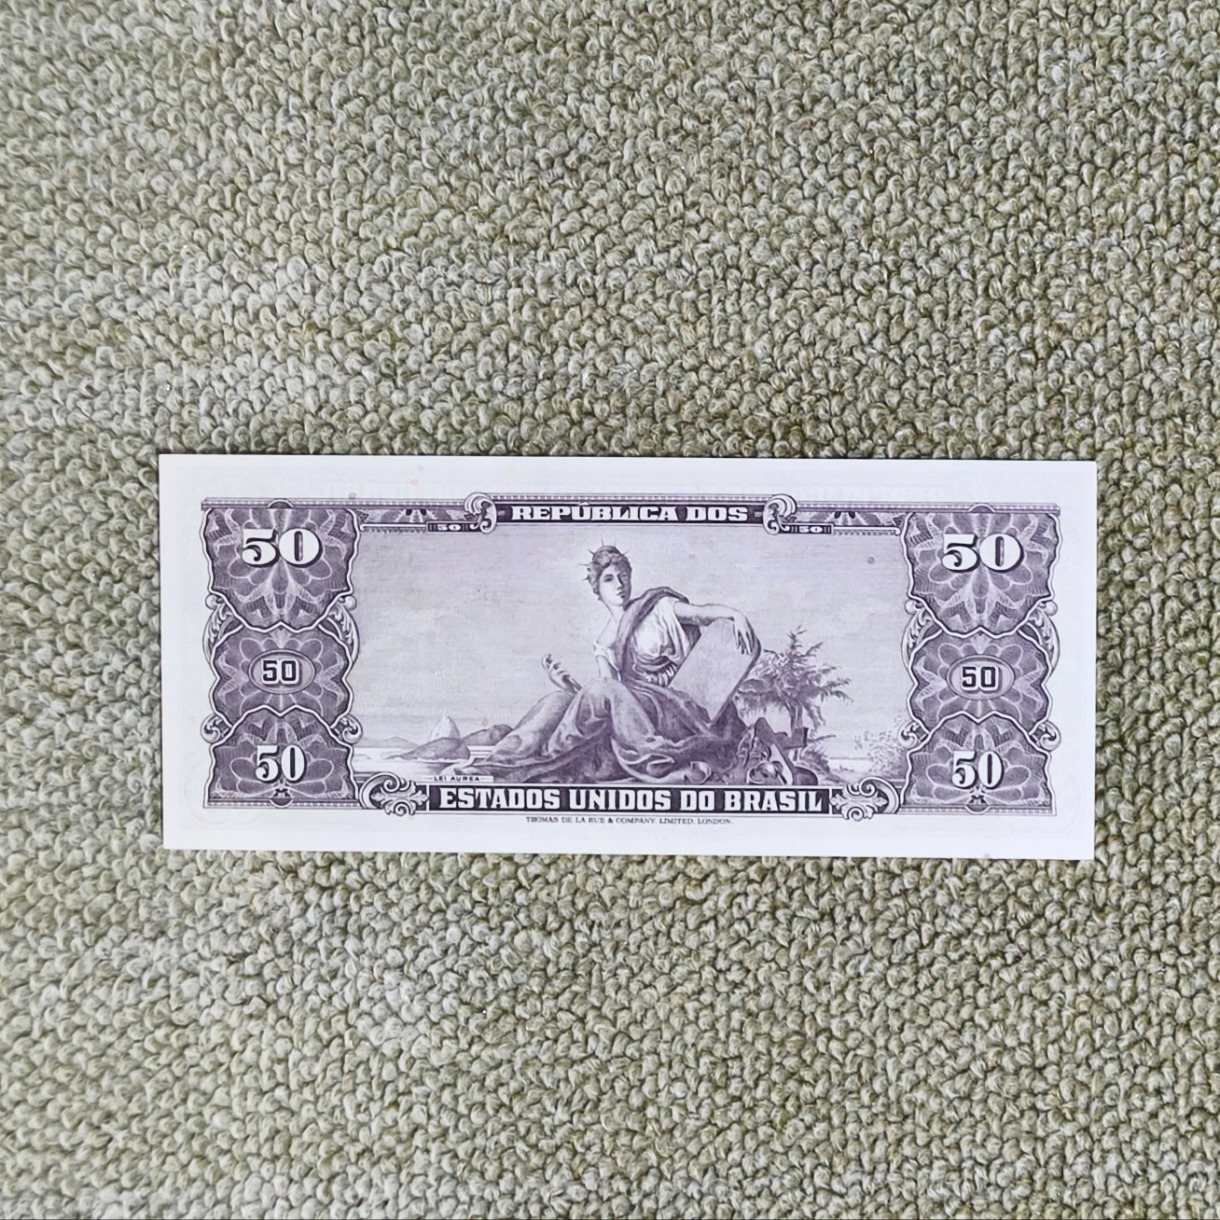 REPÚBLICA DOS
50 50
50 50
50 50
50 50
LEI AUREA
ESTADOS UNIDOS DO BRASIL
THOMAS DE LA RUE & COMPANY, LIMITED, LONDON.